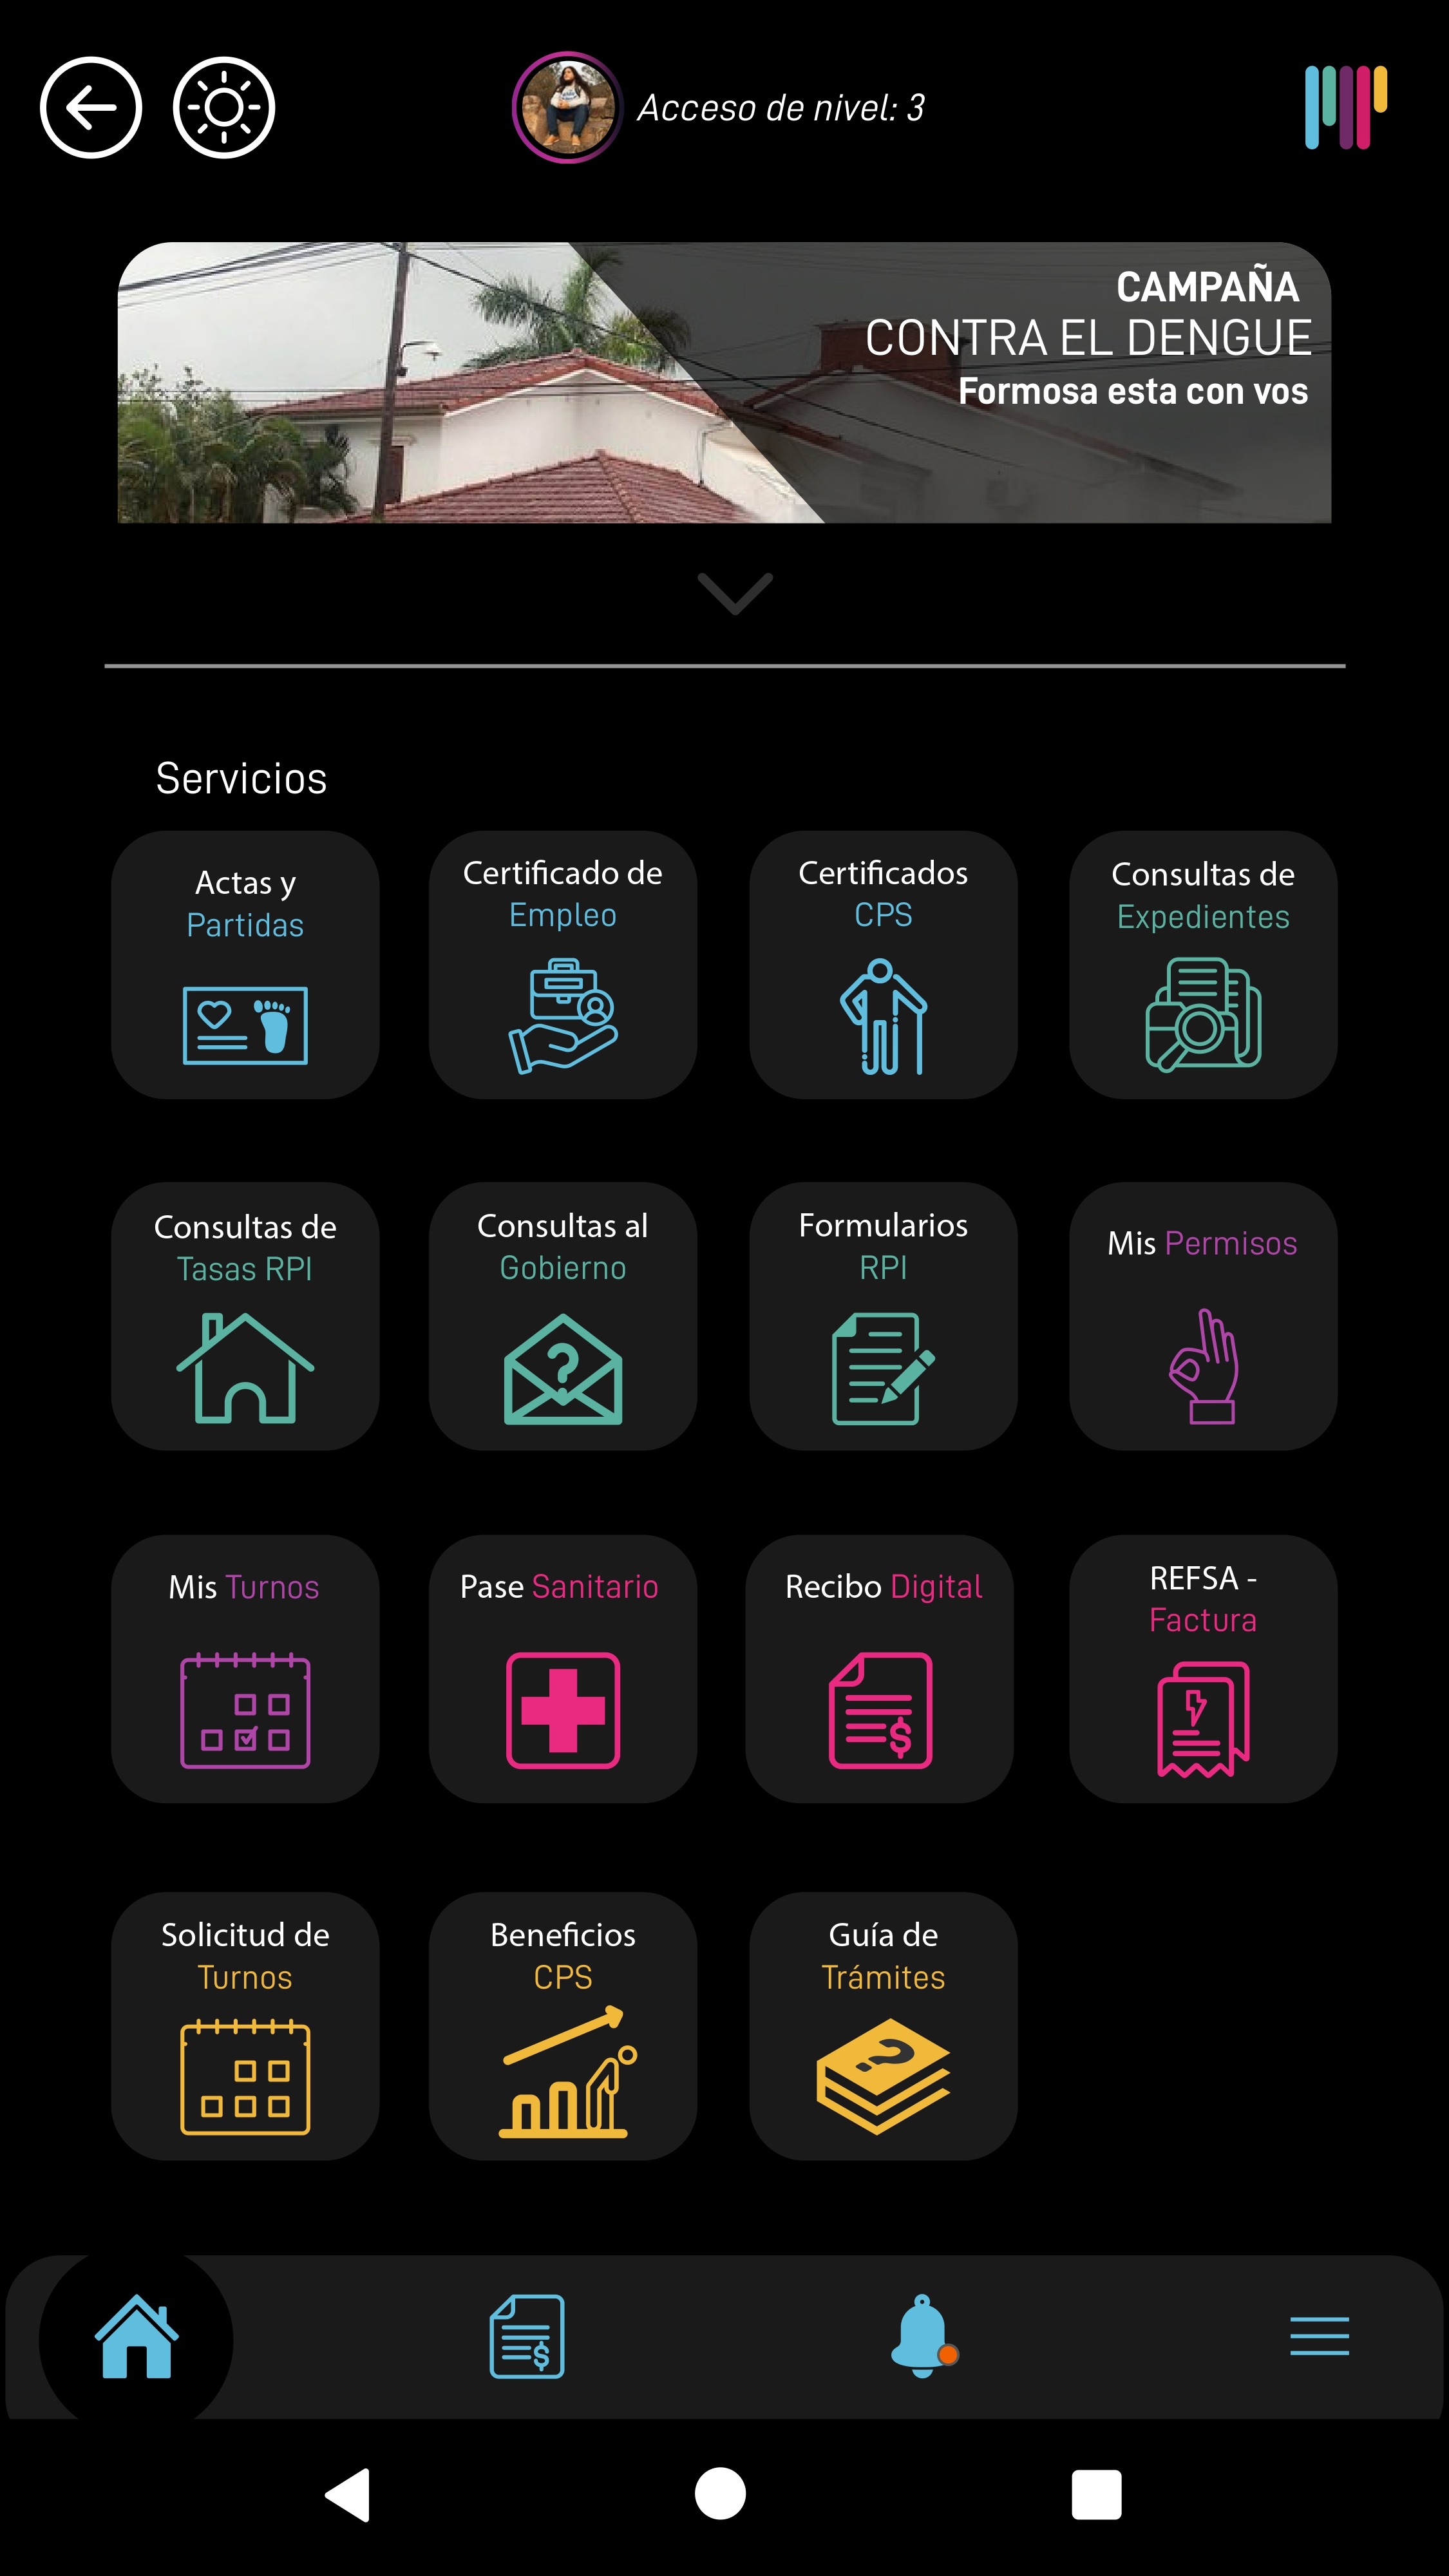 Acceso de nivel: 3
CAMPAÑA
CONTRA EL DENGUE
Formosa esta con vos
Servicios
Actas y
Partidas
Certificado de
Empleo
Certificados
CPS
Consultas de
Expedientes
Consultas de
Tasas RPI
Consultas al
Gobierno
Formularios
RPI
Mis Permisos
Mis Turnos
Pase Sanitario
Recibo Digital
REFSA -
Factura
Solicitud de
Turnos
Beneficios
CPS
Guía de
Trámites